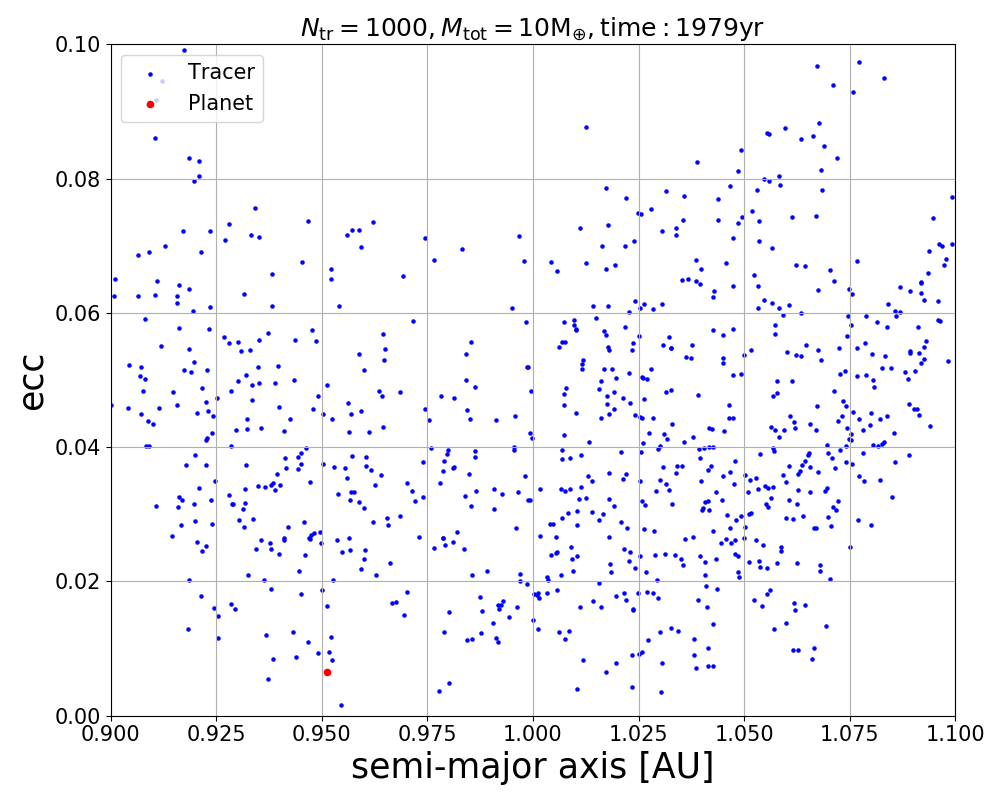 N_tr = 1000, M_tot = 10M_⊕, time : 1979yr
0.10
0.08
0.06
0.04
0.02
0.00
ecc
Tracer
Planet
0.900 0.925 0.950 0.975 1.000 1.025 1.050 1.075 1.100
semi-major axis [AU]